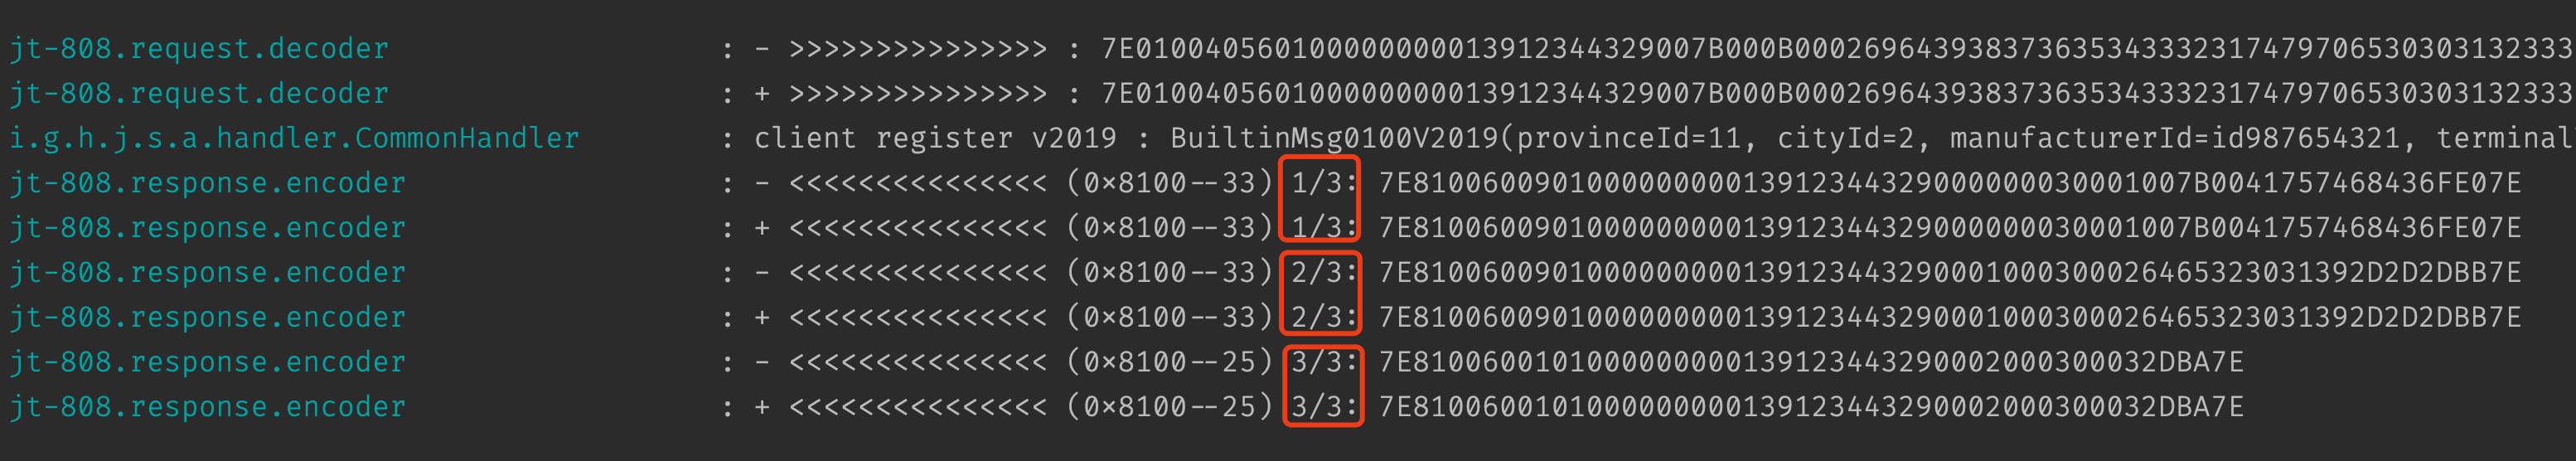 jt-808.request.decoder : - >>>>>>>>>>>>>>> : 7E0100405601000000000013912344329007B000B000269643938373635343332317479706530303132333
jt-808.request.decoder : + >>>>>>>>>>>>>>> : 7E0100405601000000000013912344329007B000B000269643938373635343332317479706530303132333
i.g.h.j.s.a.handler.CommonHandler : client register v2019 : BuiltinMsg0100V2019(provinceId=11, cityId=2, manufacturerId=id987654321, terminal
jt-808.response.encoder : - <<<<<<<<<<<<<<< (0×8100--33) 1/3: 7E8100600901000000000139123443290000000030001007B0041757468436FE07E
jt-808.response.encoder : + <<<<<<<<<<<<<<< (0×8100--33) 1/3: 7E8100600901000000000139123443290000000030001007B0041757468436FE07E
jt-808.response.encoder : - <<<<<<<<<<<<<<< (0×8100--33) 2/3: 7E8100600901000000000139123443290001000300026465323031392D2D2DBB7E
jt-808.response.encoder : + <<<<<<<<<<<<<<< (0×8100--33) 2/3: 7E8100600901000000000139123443290001000300026465323031392D2D2DBB7E
jt-808.response.encoder : - <<<<<<<<<<<<<<< (0×8100--25) 3/3: 7E8100600101000000000139123443290002000300032DBA7E
jt-808.response.encoder : + <<<<<<<<<<<<<<< (0×8100--25) 3/3: 7E8100600101000000000139123443290002000300032DBA7E